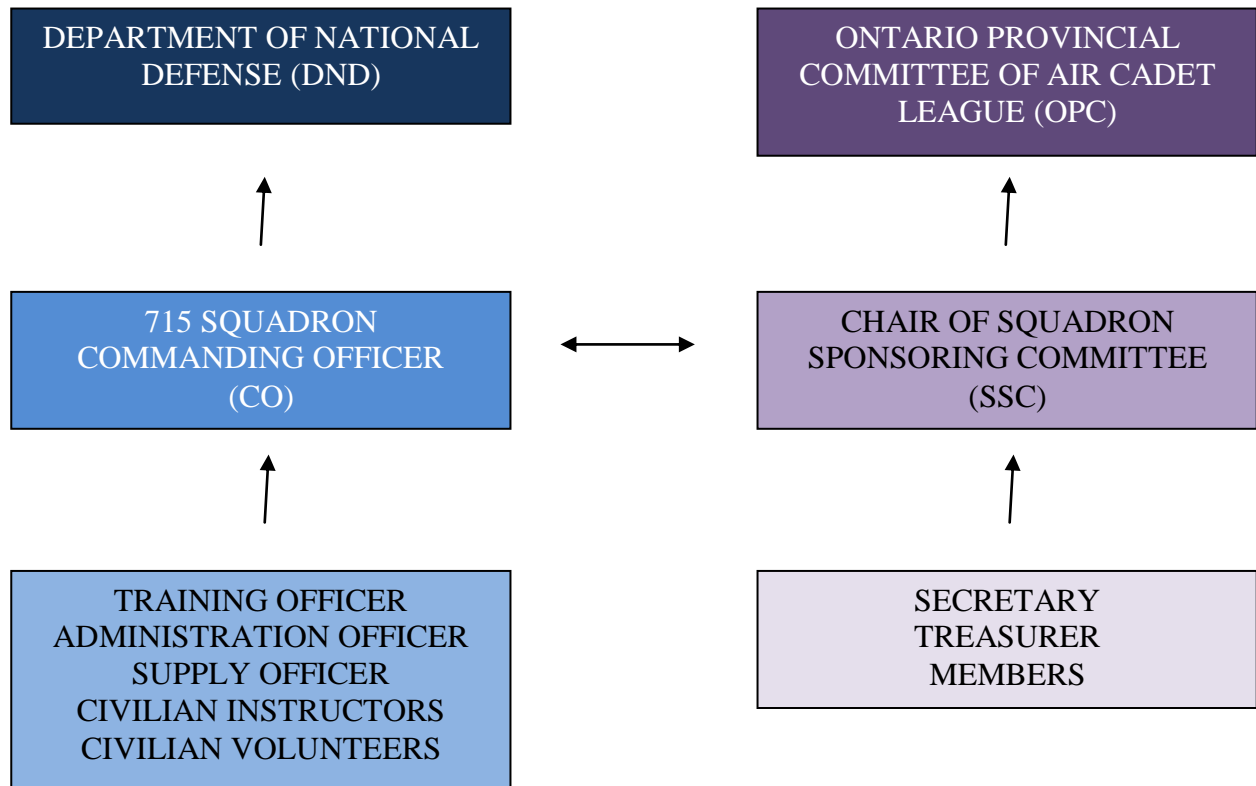 DEPARTMENT OF NATIONAL
DEFENSE (DND)
ONTARIO PROVINCIAL
COMMITTEE OF AIR CADET
LEAGUE (OPC)
715 SQUADRON
COMMANDING OFFICER
(CO)
CHAIR OF SQUADRON
SPONSORING COMMITTEE
(SSC)
TRAINING OFFICER
ADMINISTRATION OFFICER
SUPPLY OFFICER
CIVILIAN INSTRUCTORS
CIVILIAN VOLUNTEERS
SECRETARY
TREASURER
MEMBERS